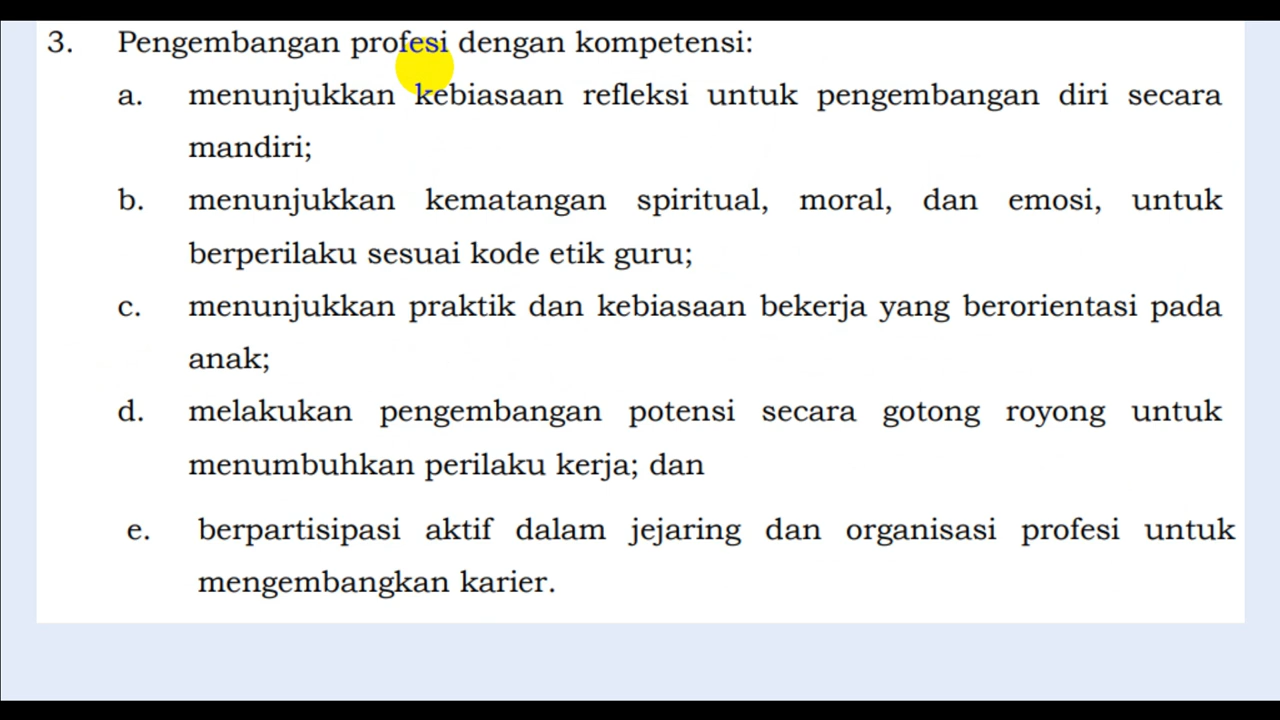 3. Pengembangan profesi dengan kompetensi:
a. menunjukkan kebiasaan refleksi untuk pengembangan diri secara
mandiri;
b. menunjukkan kematangan spiritual, moral, dan emosi, untuk
berperilaku sesuai kode etik guru;
c. menunjukkan praktik dan kebiasaan bekerja yang berorientasi pada
anak;
d. melakukan pengembangan potensi secara gotong royong untuk
menumbuhkan perilaku kerja; dan
e. berpartisipasi aktif dalam jejaring dan organisasi profesi untuk
mengembangkan karier.